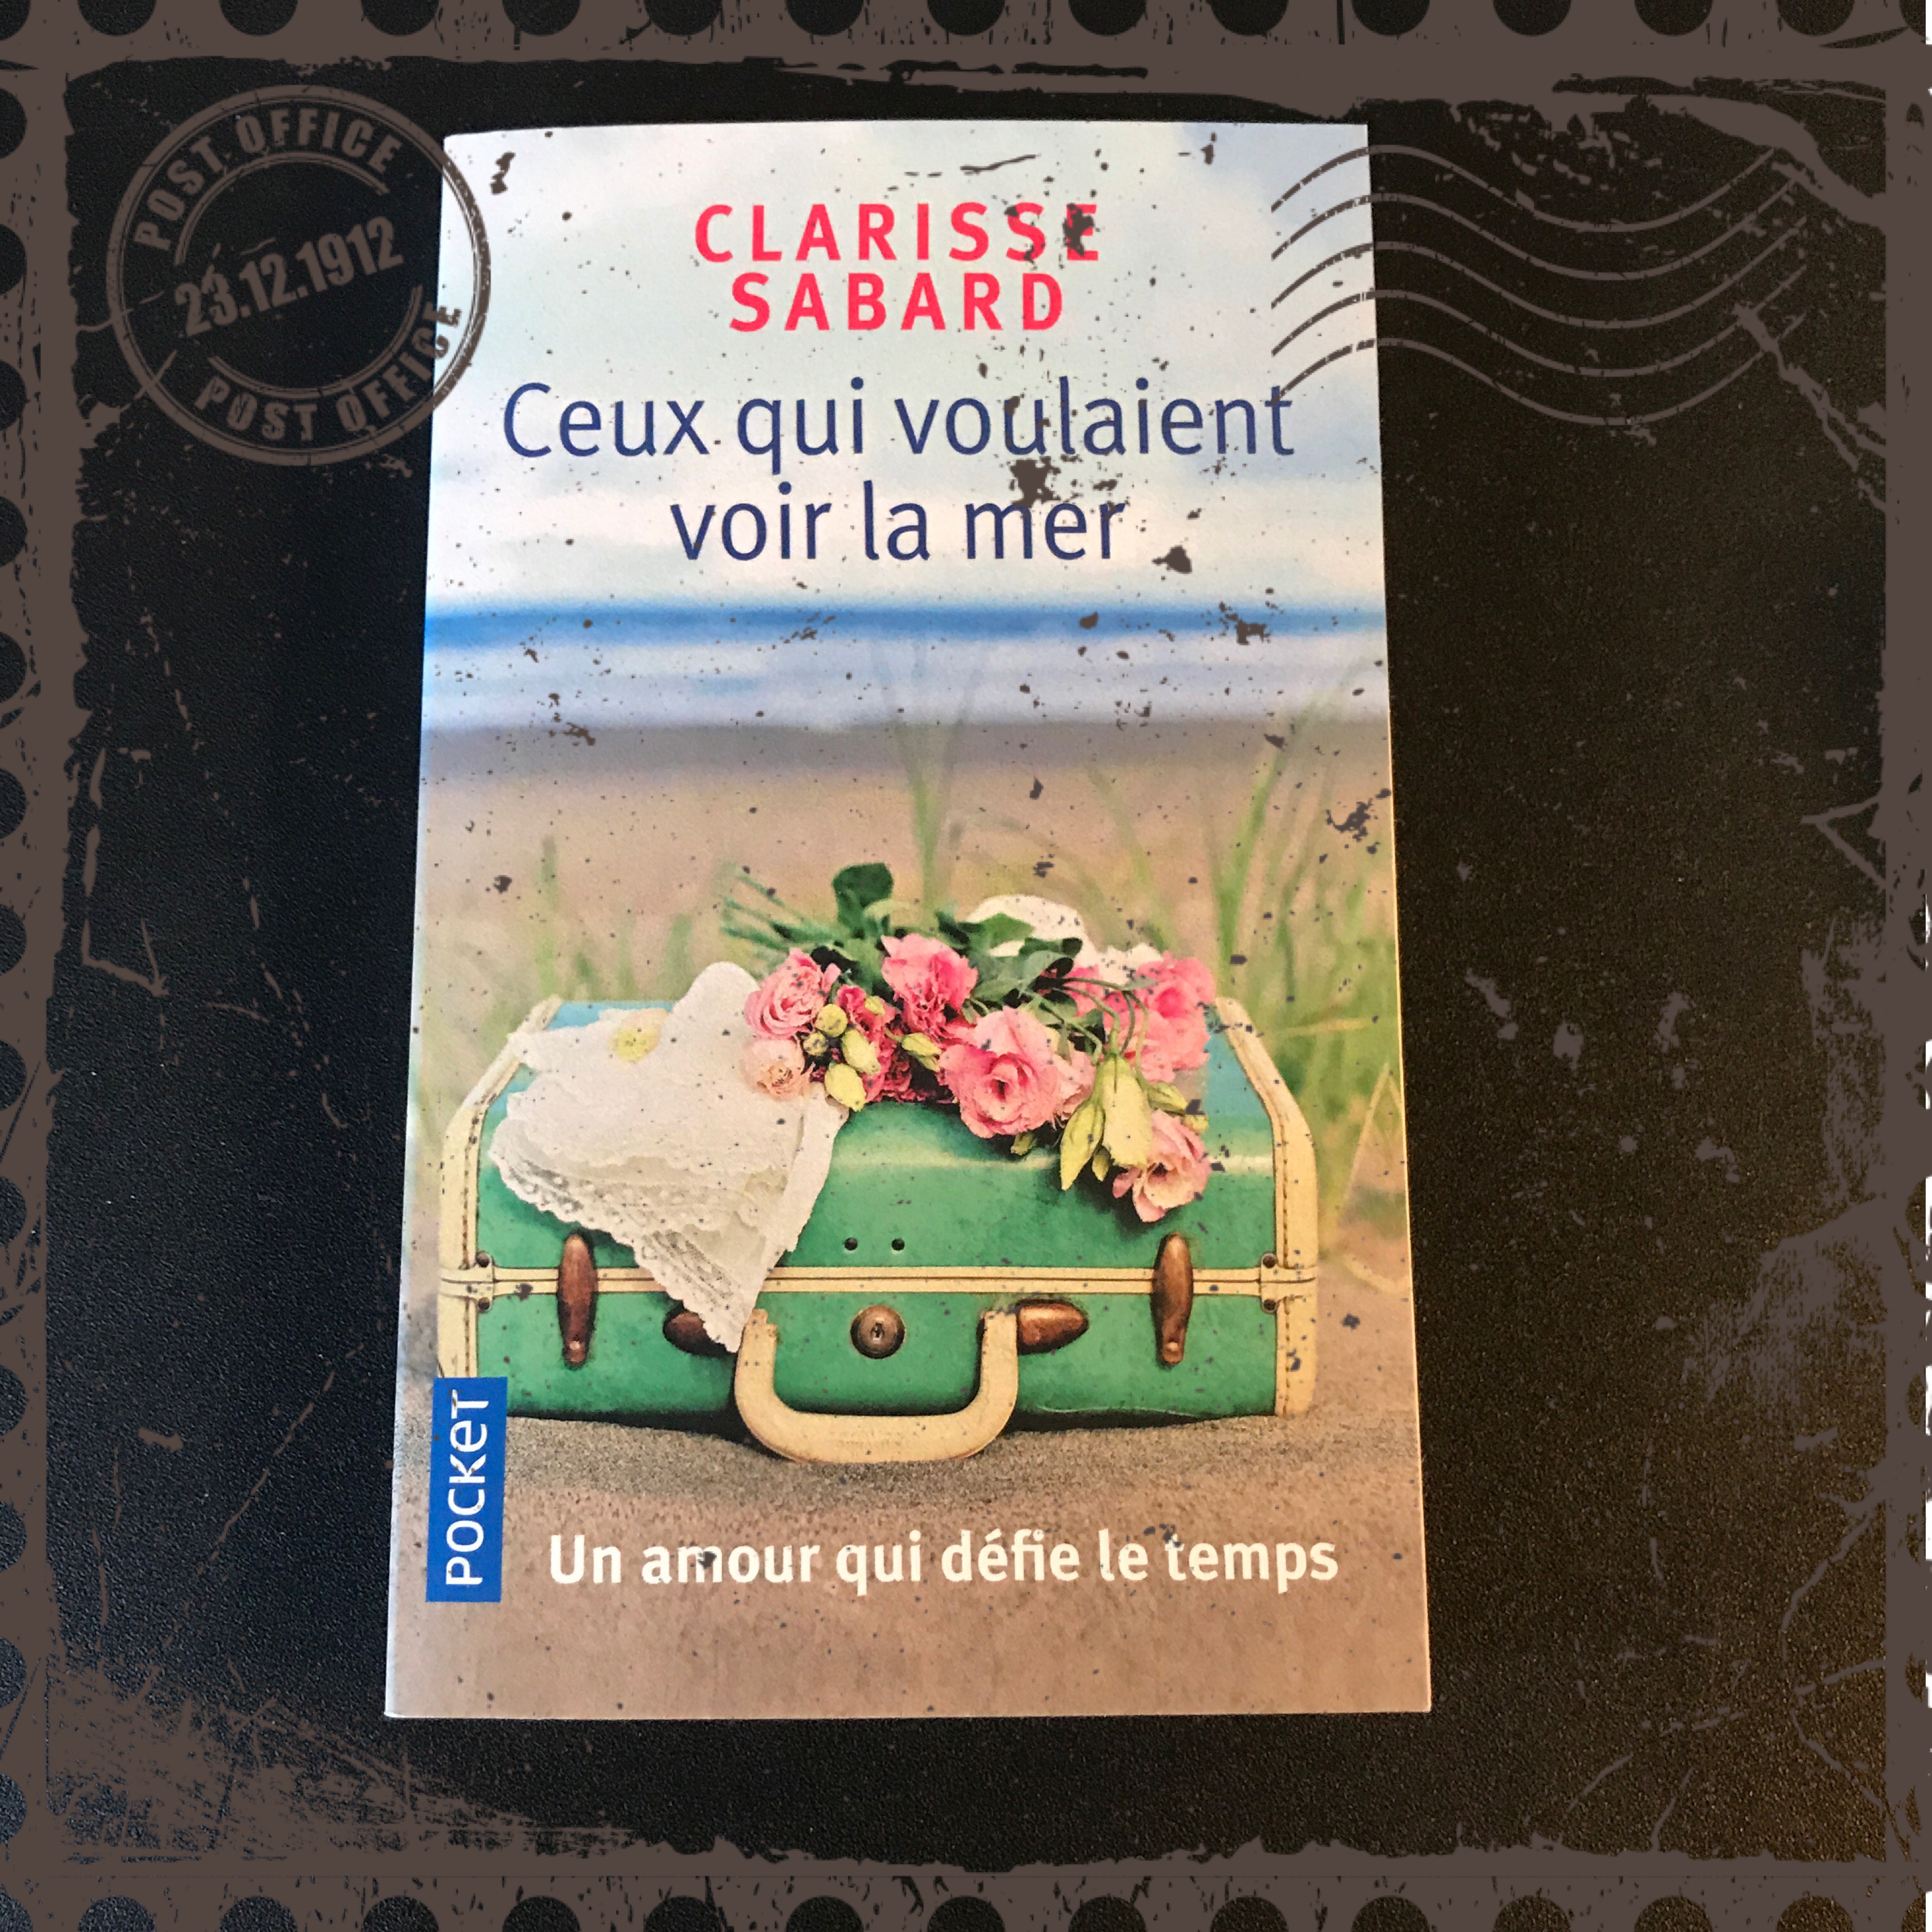 POST OFFICE
23.12.1912
POST OFFICE
CLARISSE
SABARD
Ceux qui voulaient
voir la mer
POCKET
Un amour qui défie le temps